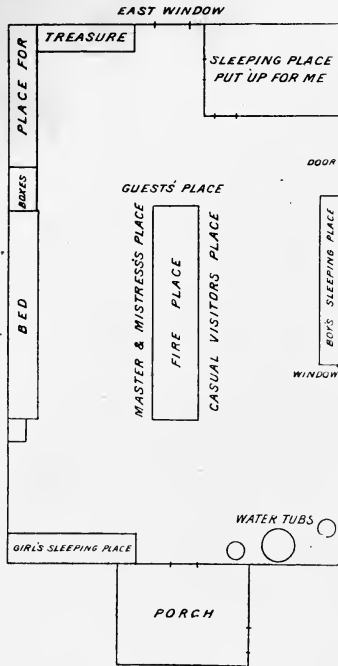 EAST WINDOW
PLACE FOR
TREASURE
SLEEPING PLACE
PUT UP FOR ME
DOOR
BOXES
GUESTS' PLACE
BED
MASTER & MISTRESS'S PLACE
FIRE PLACE
CASUAL VISITORS PLACE
BOY'S SLEEPING PLACE
WINDOW
WATER TUBS
GIRL'S SLEEPING PLACE
PORCH